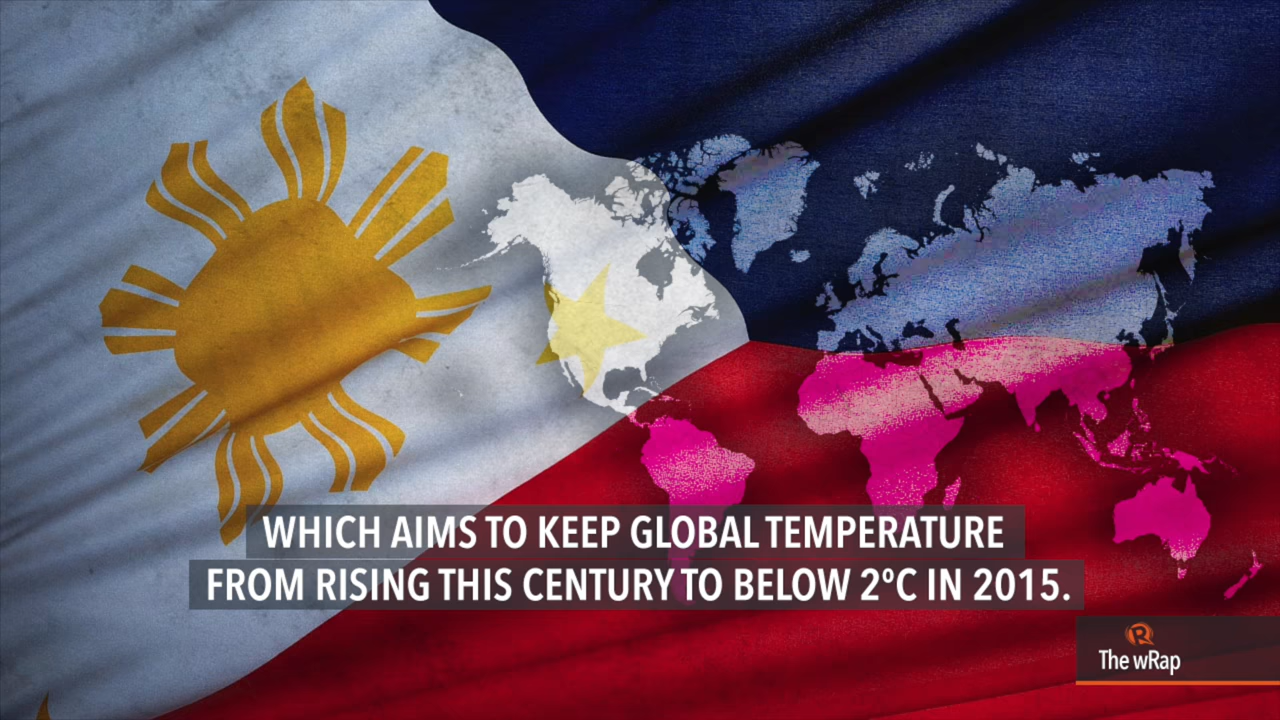 WHICH AIMS TO KEEP GLOBAL TEMPERATURE
FROM RISING THIS CENTURY TO BELOW 2ºC IN 2015.
R
The wRap